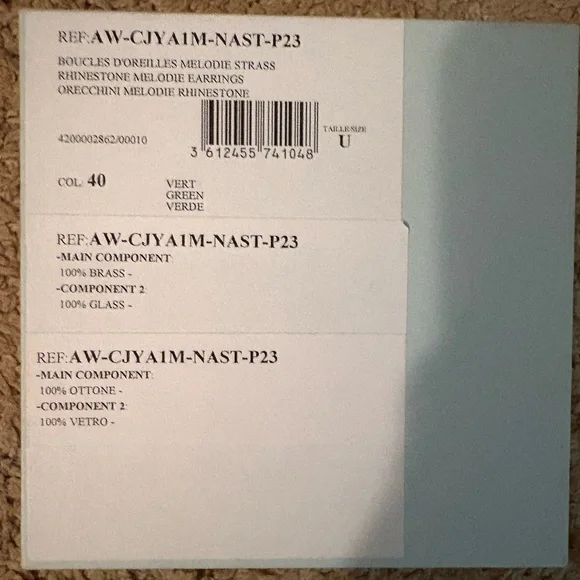 REF:AW-CJYA1M-NAST-P23
BOUCLES D'OREILLES MELODIE STRASS
RHINESTONE MELODIE EARRINGS
ORECCHINI MELODIE RHINESTONE
4200002862/00010
3 612455 741048
TAILLE/SIZE
U
COL. 40
VERT
GREEN
VERDE
REF:AW-CJYA1M-NAST-P23
-MAIN COMPONENT:
100% BRASS -
-COMPONENT 2:
100% GLASS -
REF:AW-CJYA1M-NAST-P23
-MAIN COMPONENT:
100% OTTONE -
-COMPONENT 2:
100% VETRO -